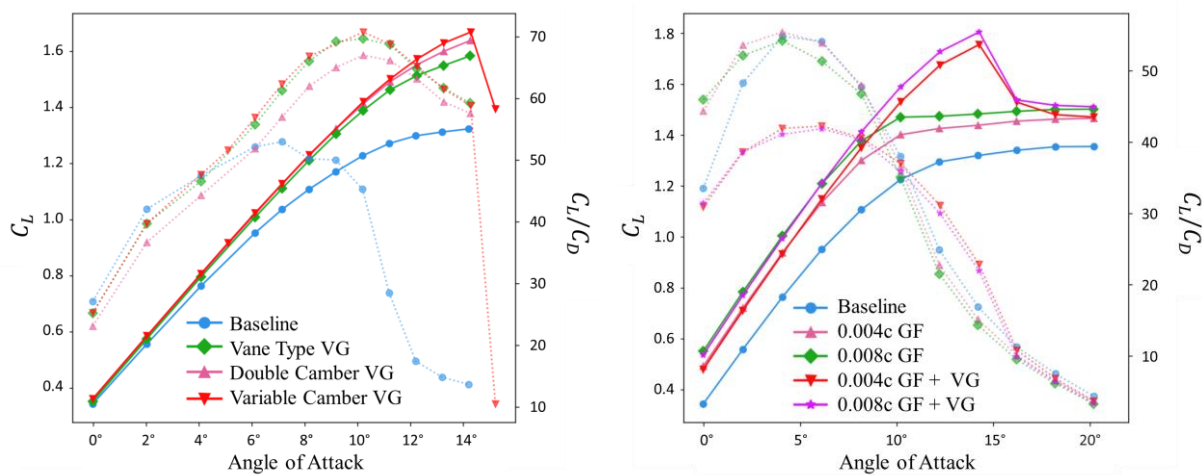 1.6
1.4
1.2
1.0
0.8
0.6
0.4
C_L
70
60
50
40
30
20
10
C_L/C_D
Baseline
Vane Type VG
Double Camber VG
Variable Camber VG
0° 2° 4° 6° 8° 10° 12° 14°
Angle of Attack
1.8
1.6
1.4
1.2
1.0
0.8
0.6
0.4
C_L
50
40
30
20
10
C_L/C_D
Baseline
0.004c GF
0.008c GF
0.004c GF + VG
0.008c GF + VG
0° 5° 10° 15° 20°
Angle of Attack